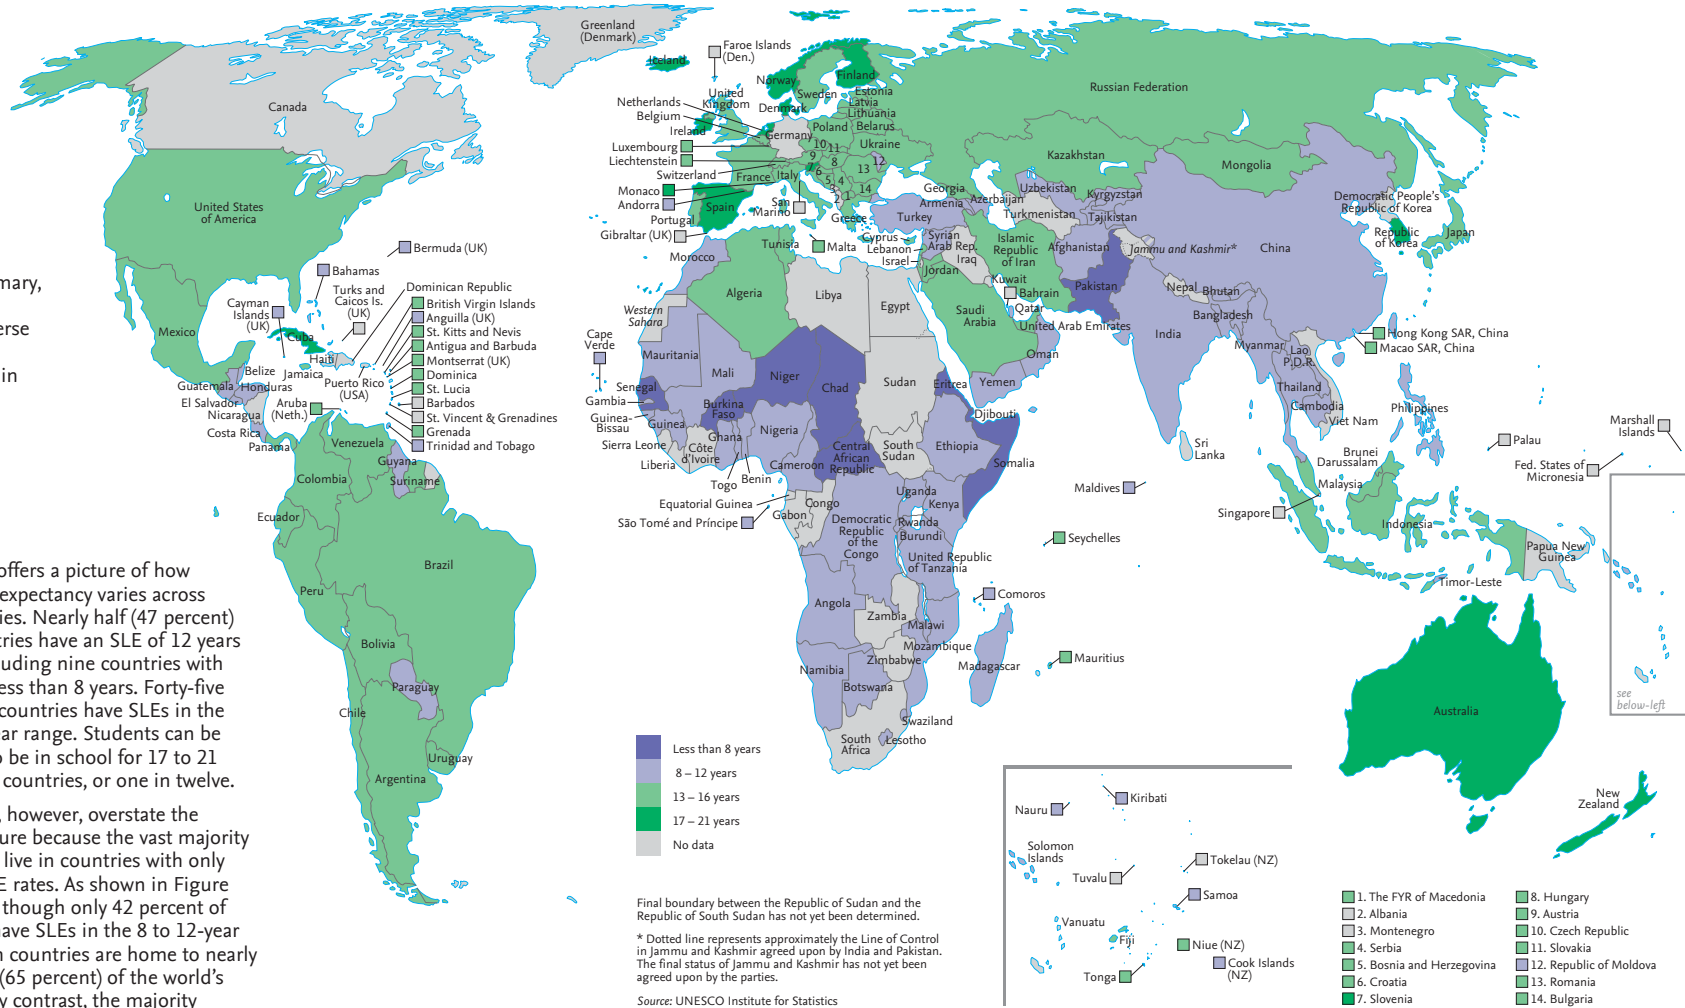 mary,
erse
in
offers a picture of how
expectancy varies across
ies. Nearly half (47 percent)
tries have an SLE of 12 years
luding nine countries with
less than 8 years. Forty-five
countries have SLEs in the
ear range. Students can be
o be in school for 17 to 21
countries, or one in twelve.
, however, overstate the
ure because the vast majority
live in countries with only
E rates. As shown in Figure
though only 42 percent of
have SLEs in the 8 to 12-year
n countries are home to nearly
(65 percent) of the world's
y contrast, the majority
Greenland
(Denmark)
Canada
United States
of America
Mexico
Bermuda (UK)
Bahamas
Turks and
Caicos Is.
(UK)
Cayman
Islands
(UK)
Cuba
Haiti
Jamaica
Belize
Guatemala
Honduras
El Salvador
Nicaragua
Costa Rica
Panama
Puerto Rico
(USA)
Aruba
(Neth.)
Dominican Republic
British Virgin Islands
Anguilla (UK)
St. Kitts and Nevis
Antigua and Barbuda
Montserrat (UK)
Dominica
St. Lucia
Barbados
St. Vincent & Grenadines
Grenada
Trinidad and Tobago
Venezuela
Guyana
Suriname
Colombia
Ecuador
Peru
Brazil
Bolivia
Paraguay
Chile
Uruguay
Argentina
Iceland
Faroe Islands
(Den.)
Norway
Finland
Sweden
Estonia
Latvia
Lithuania
United
Kingdom
Denmark
Netherlands
Belgium
Ireland
Germany
Poland
Belarus
Ukraine
Luxembourg
Liechtenstein
Switzerland
France
Italy
Monaco
Andorra
Portugal
Spain
Gibraltar (UK)
San
Marino
Greece
Malta
10
11
9
8
7
6
5
4
3
2
1
12
13
14
Russian Federation
Kazakhstan
Mongolia
Georgia
Armenia
Azerbaijan
Turkey
Uzbekistan
Kyrgyzstan
Turkmenistan
Tajikistan
Cyprus
Lebanon
Israel
Syrian
Arab Rep.
Iraq
Jordan
Islamic
Republic
of Iran
Afghanistan
Kuwait
Bahrain
Qatar
Saudi
Arabia
United Arab Emirates
Oman
Yemen
Pakistan
Jammu and Kashmir*
Nepal
Bhutan
Bangladesh
India
Sri
Lanka
Maldives
China
Democratic People's
Republic of Korea
Republic
of Korea
Japan
Hong Kong SAR, China
Macao SAR, China
Myanmar
Lao
P.D.R.
Thailand
Cambodia
Viet Nam
Philippines
Brunei
Darussalam
Malaysia
Singapore
Indonesia
Timor-Leste
Papua New
Guinea
Palau
Fed. States of
Micronesia
Marshall
Islands
Australia
New
Zealand
see
below-left
Morocco
Tunisia
Algeria
Libya
Egypt
Western
Sahara
Cape
Verde
Mauritania
Mali
Niger
Chad
Sudan
Eritrea
Djibouti
Senegal
Gambia
Guinea-
Bissau
Guinea
Sierra Leone
Liberia
Côte
d'Ivoire
Burkina
Faso
Ghana
Togo
Benin
Nigeria
Cameroon
Central
African
Republic
South
Sudan
Ethiopia
Somalia
Equatorial Guinea
São Tomé and Príncipe
Gabon
Congo
Democratic
Republic
of the
Congo
Uganda
Kenya
Rwanda
Burundi
United Republic
of Tanzania
Seychelles
Comoros
Mauritius
Angola
Zambia
Malawi
Mozambique
Zimbabwe
Madagascar
Namibia
Botswana
Swaziland
Lesotho
South
Africa
Less than 8 years
8 – 12 years
13 – 16 years
17 – 21 years
No data
Final boundary between the Republic of Sudan and the
Republic of South Sudan has not yet been determined.
* Dotted line represents approximately the Line of Control
in Jammu and Kashmir agreed upon by India and Pakistan.
The final status of Jammu and Kashmir has not yet been
agreed upon by the parties.
Source: UNESCO Institute for Statistics
Nauru
Kiribati
Solomon
Islands
Tuvalu
Tokelau (NZ)
Samoa
Vanuatu
Fiji
Niue (NZ)
Tonga
Cook Islands
(NZ)
1. The FYR of Macedonia
2. Albania
3. Montenegro
4. Serbia
5. Bosnia and Herzegovina
6. Croatia
7. Slovenia
8. Hungary
9. Austria
10. Czech Republic
11. Slovakia
12. Republic of Moldova
13. Romania
14. Bulgaria